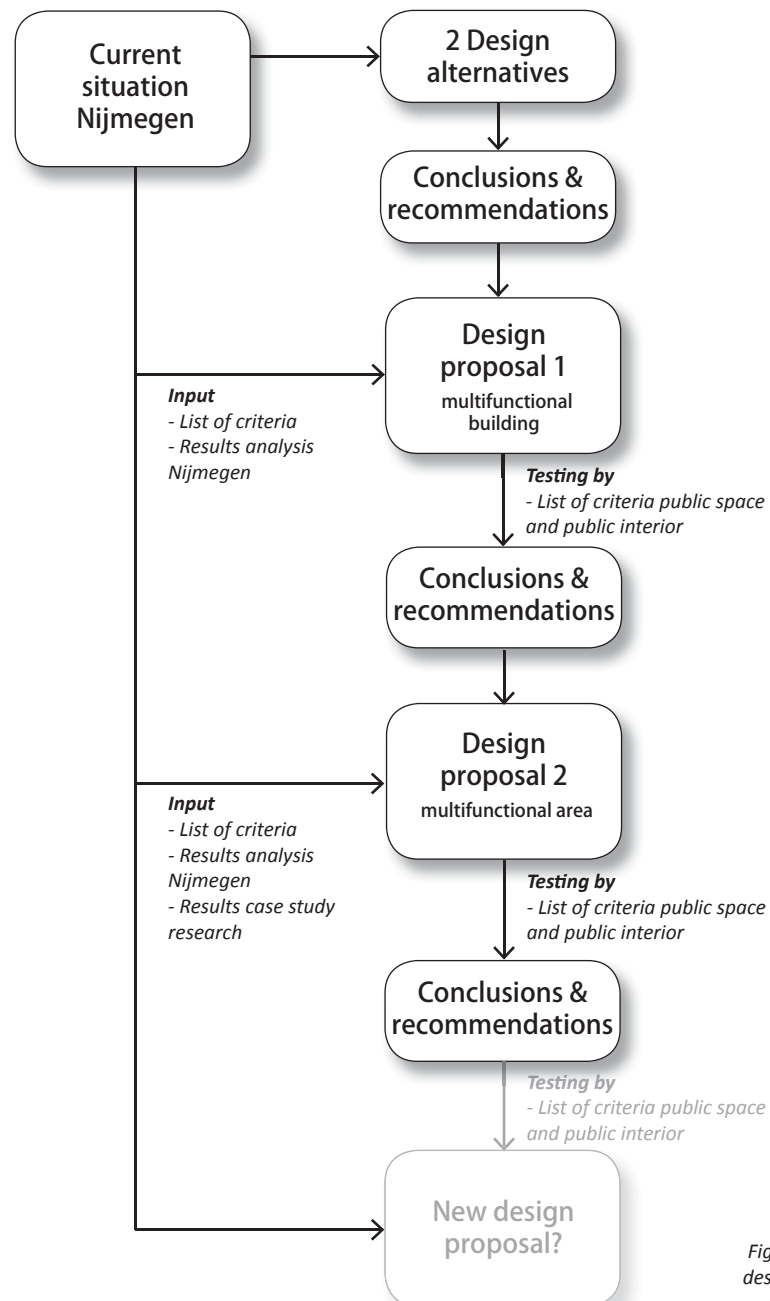 Current
situation
Nijmegen
2 Design
alternatives
Conclusions &
recommendations
Design
proposal 1
multifunctional
building
Input
- List of criteria
- Results analysis
Nijmegen
Testing by
- List of criteria public space
and public interior
Conclusions &
recommendations
Design
proposal 2
multifunctional area
Input
- List of criteria
- Results analysis
Nijmegen
- Results case study
research
Testing by
- List of criteria public space
and public interior
Conclusions &
recommendations
Testing by
- List of criteria public space
and public interior
New design
proposal?